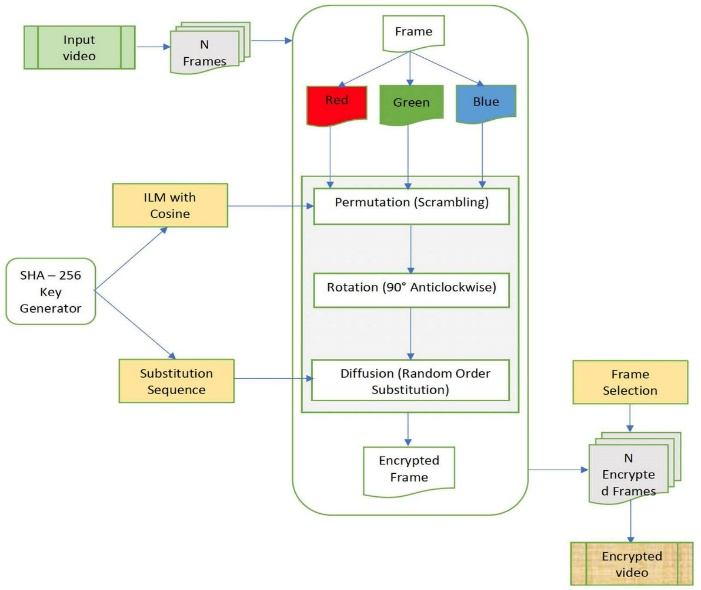 Input
video
N
Frames
Frame
Red
Green
Blue
ILM with
Cosine
Permutation (Scrambling)
SHA – 256
Key
Generator
Rotation (90° Anticlockwise)
Substitution
Sequence
Diffusion (Random Order
Substitution)
Frame
Selection
Encrypted
Frame
N
Encrypte
d Frames
Encrypted
video